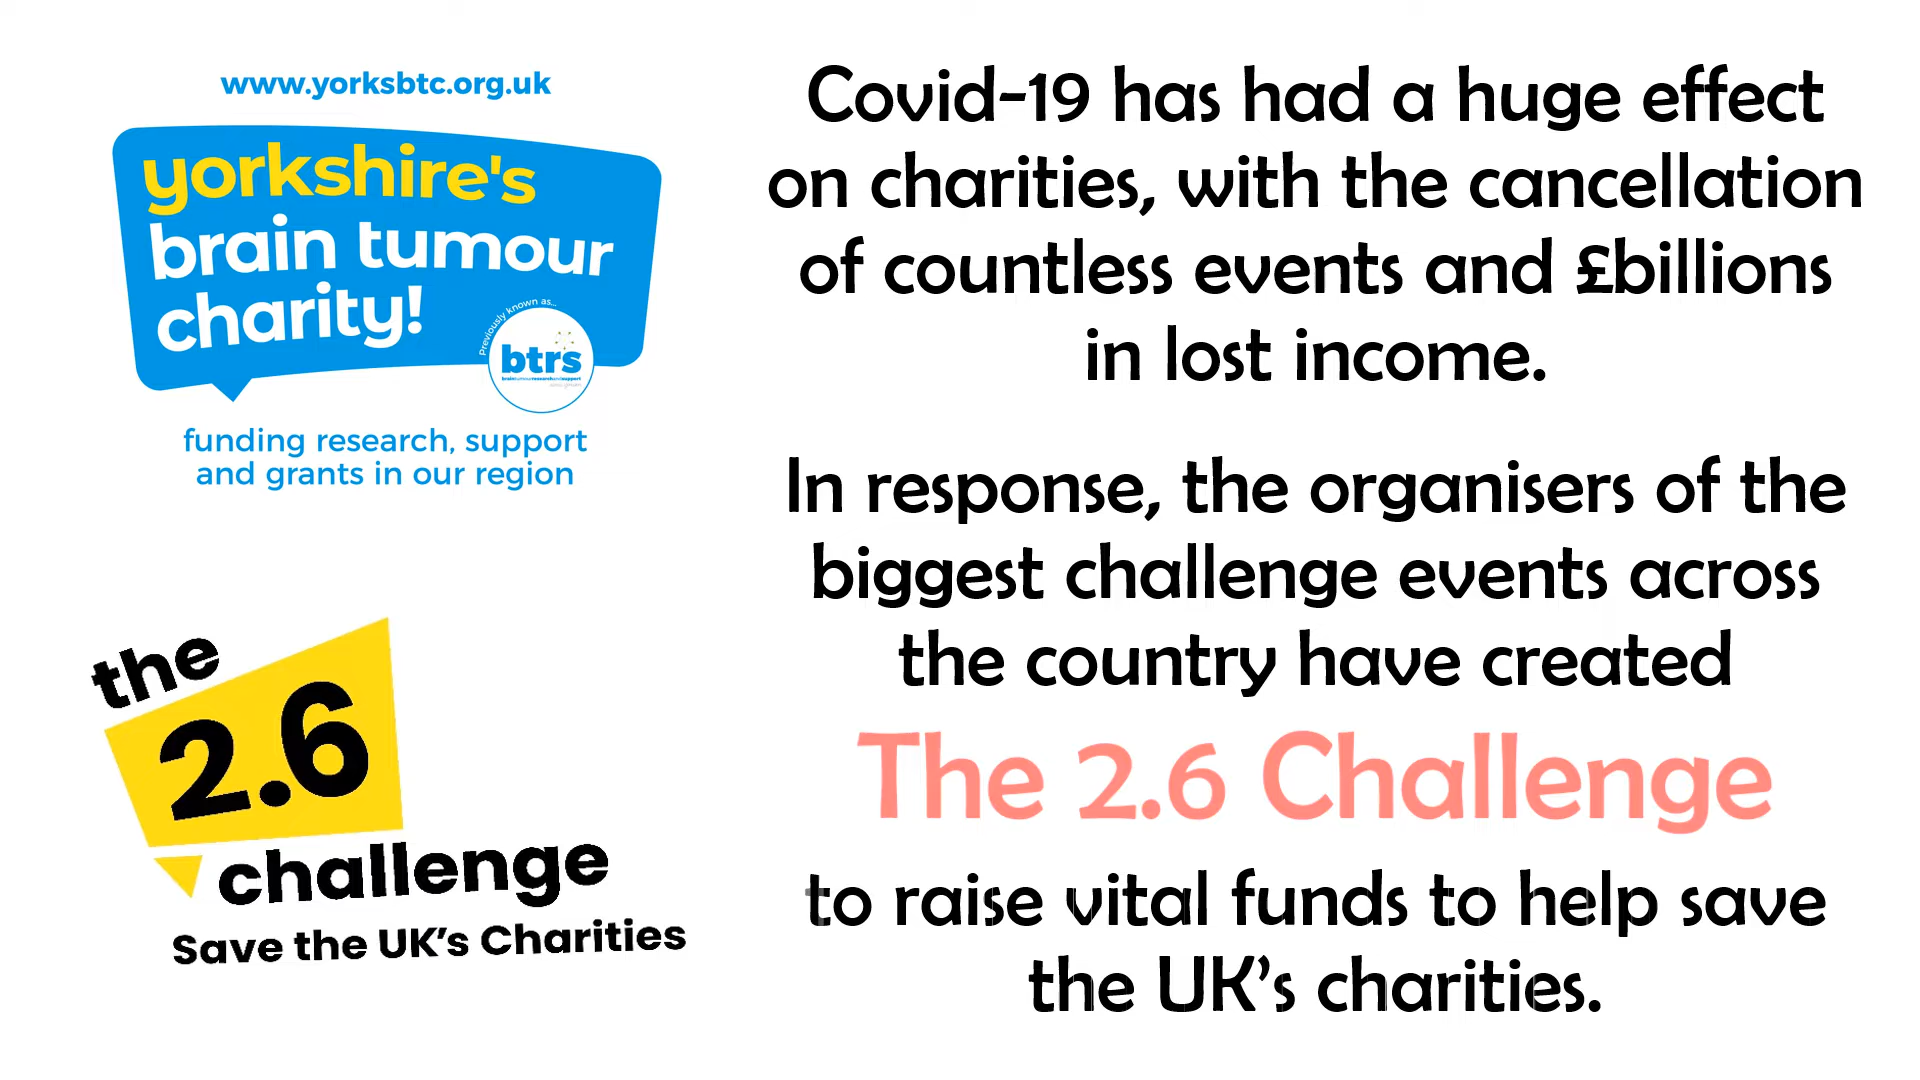 www.yorksbtc.org.uk
yorkshire's
brain tumour
charity!
Previously known as...
btrs
braintumourresearchandsupport
funding research, support
and grants in our region
the
2.6
challenge
Save the UK’s Charities
Covid-19 has had a huge effect
on charities, with the cancellation
of countless events and £billions
in lost income.
In response, the organisers of the
biggest challenge events across
the country have created
The 2.6 Challenge
to raise vital funds to help save
the UK’s charities.